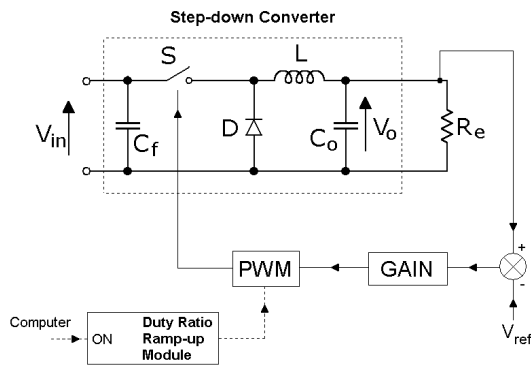 Step-down Converter
S
L
V_in
C_f
D
C_o
V_o
R_e
+
-
PWM
GAIN
V_ref
Computer
ON
Duty Ratio
Ramp-up
Module